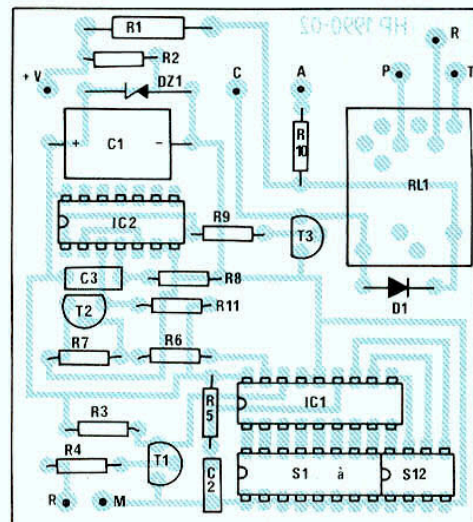 HP 1990-02
R1
R
R2
+V
DZ1
C
A
P
T
+ C1 -
R10
RL1
IC2
R9
T3
C3
R8
D1
T2
R11
R7
R6
R5
IC1
R3
R4
T1
C2
S1 à S12
R
M